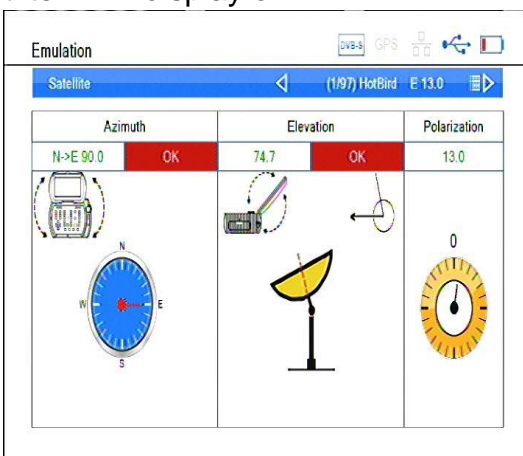 Emulation DVB-S GPS
Satellite (1/97) HotBird E 13.0
Azimuth Elevation Polarization
N->E 90.0 OK 74.7 OK 13.0
N
W E
S
0